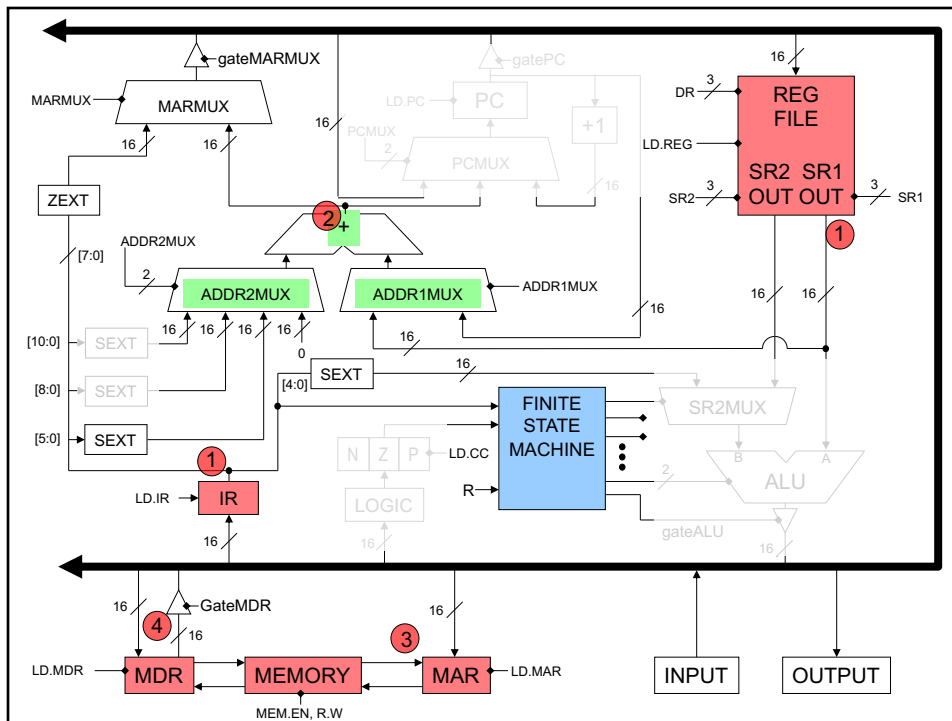 gateMARMUX
gatePC
16
MARMUX
MARMUX
LD.PC
PC
3
DR
REG
FILE
16
+1
PCMUX
2
PCMUX
16
16
16
LD.REG
ZEXT
SR2 SR1
OUT OUT
3
SR2
3
SR1
1
2
+
[7:0]
ADDR2MUX
2
ADDR2MUX
ADDR1MUX
ADDR1MUX
16
16
16
16 16 16 16
0
16
[10:0]
SEXT
[8:0]
SEXT
[4:0]
SEXT
16
[5:0]
SEXT
FINITE
STATE
MACHINE
SR2MUX
N Z P
LD.CC
B A
ALU
1
IR
LD.IR
R
LOGIC
2
gateALU
16
16
16
16
GateMDR
4
16
3
16
LD.MDR
MDR
MEMORY
MAR
LD.MAR
MEM.EN, R.W
INPUT
OUTPUT